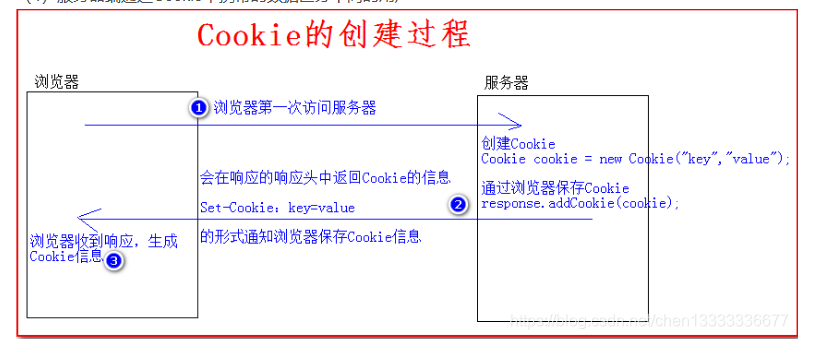 Cookie的创建过程
浏览器
服务器
1 浏览器第一次访问服务器
创建Cookie
Cookie cookie = new Cookie("key","value");
会在响应的响应头中返回Cookie的信息
通过浏览器保存Cookie
response.addCookie(cookie);
Set-Cookie: key=value
2
的形式通知浏览器保存Cookie信息
浏览器收到响应，生成
Cookie信息 3
https://blog.csdn.net/chen13333336677